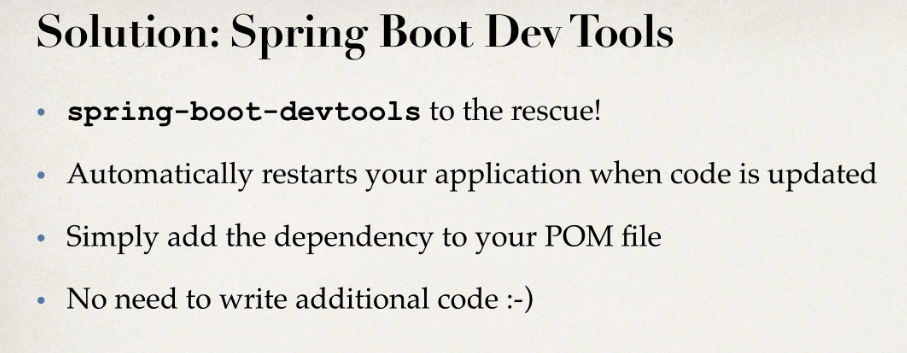 Solution: Spring Boot Dev Tools
• spring-boot-devtools to the rescue!
• Automatically restarts your application when code is updated
• Simply add the dependency to your POM file
• No need to write additional code :-)